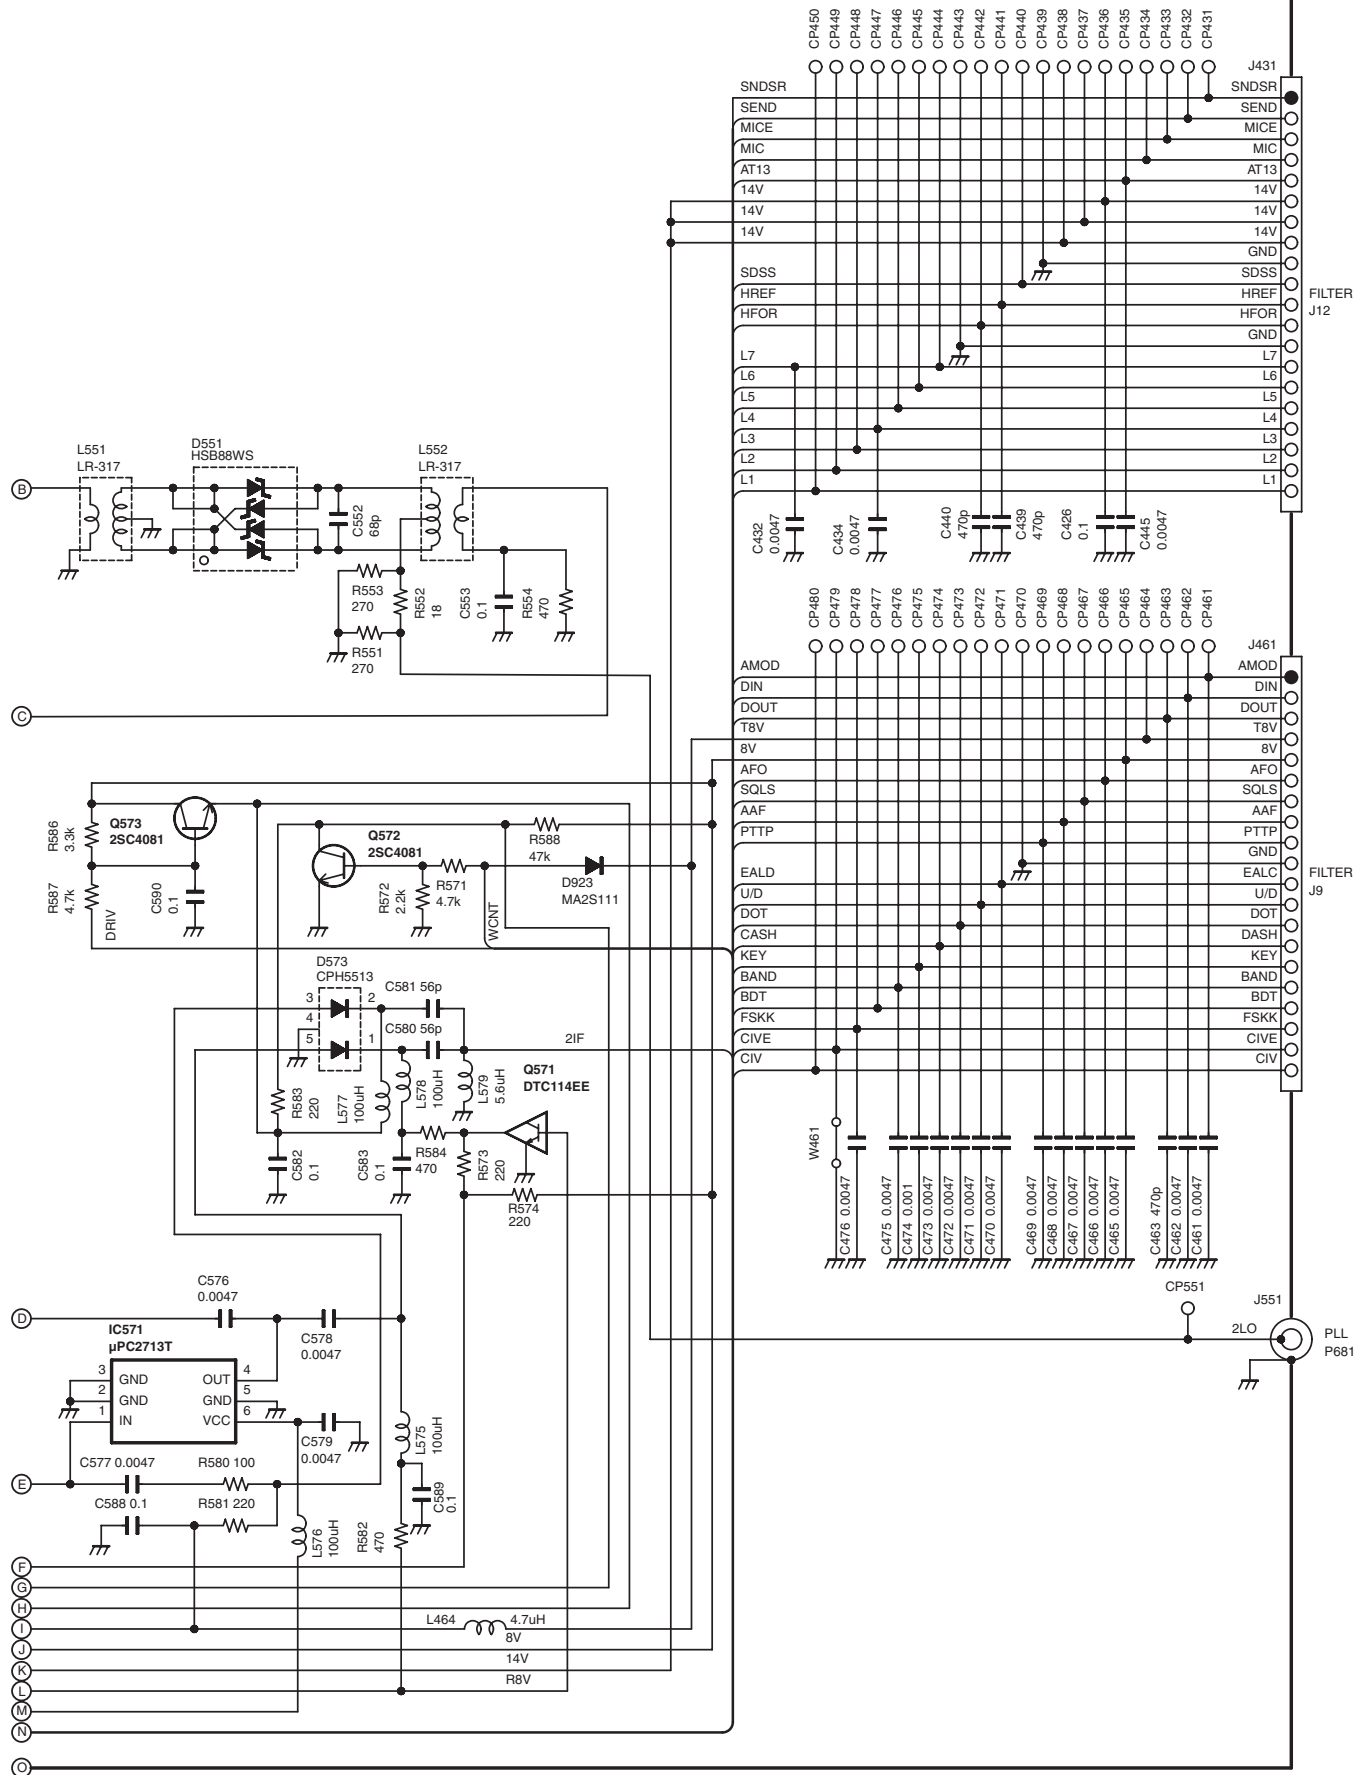 CP450
CP449
CP448
CP447
CP446
CP445
CP444
CP443
CP442
CP441
CP440
CP439
CP438
CP437
CP436
CP435
CP434
CP433
CP432
CP431
J431
SNDSR SNDSR
SEND SEND
MICE MICE
MIC MIC
AT13 AT13
14V 14V
14V 14V
14V 14V
GND
SDSS SDSS
HREF HREF
HFOR HFOR
GND
L7 L7
L6 L6
L5 L5
L4 L4
L3 L3
L2 L2
L1 L1
FILTER
J12
C432
0.0047
C434
0.0047
C440
470p
C439
470p
C426
0.1
C445
0.0047
B
L551
LR-317
D551
HSB88WS
C552
68p
L552
LR-317
R553
270
R552
18
R551
270
C553
0.1
R554
470
C
CP480
CP479
CP478
CP477
CP476
CP475
CP474
CP473
CP472
CP471
CP470
CP469
CP468
CP467
CP466
CP465
CP464
CP463
CP462
CP461
J461
AMOD AMOD
DIN DIN
DOUT DOUT
T8V T8V
8V 8V
AFO AFO
SQLS SQLS
AAF AAF
PTTP PTTP
GND
EALD EALC
U/D U/D
DOT DOT
CASH DASH
KEY KEY
BAND BAND
BDT BDT
FSKK FSKK
CIVE CIVE
CIV CIV
FILTER
J9
R586
3.3k
Q573
2SC4081
R587
4.7k
C590
0.1
DRIV
Q572
2SC4081
R588
47k
R572
2.2k
R571
4.7k
WCNT
D923
MA2S111
D573
CPH5513
3 2
4
5 1
C581 56p
C580 56p
2IF
R583
220
L577
100uH
L578
100uH
L579
5.6uH
Q571
DTC114EE
C582
0.1
C583
0.1
R584
470
R573
220
R574
220
W461
C476 0.0047
C475 0.0047
C474 0.001
C473 0.0047
C472 0.0047
C471 0.0047
C470 0.0047
C469 0.0047
C468 0.0047
C467 0.0047
C466 0.0047
C465 0.0047
C463 470p
C462 0.0047
C461 0.0047
CP551
J551
2LO
PLL
P681
D
C576
0.0047
C578
0.0047
IC571
µPC2713T
3 GND OUT 4
2 GND GND 5
1 IN VCC 6
C579
0.0047
L575
100uH
E
C577 0.0047
R580 100
C588 0.1
R581 220
L576
100uH
R582
470
C589
0.1
F
G
H
I
L464 4.7uH
8V
J
14V
K
R8V
L
M
N
O